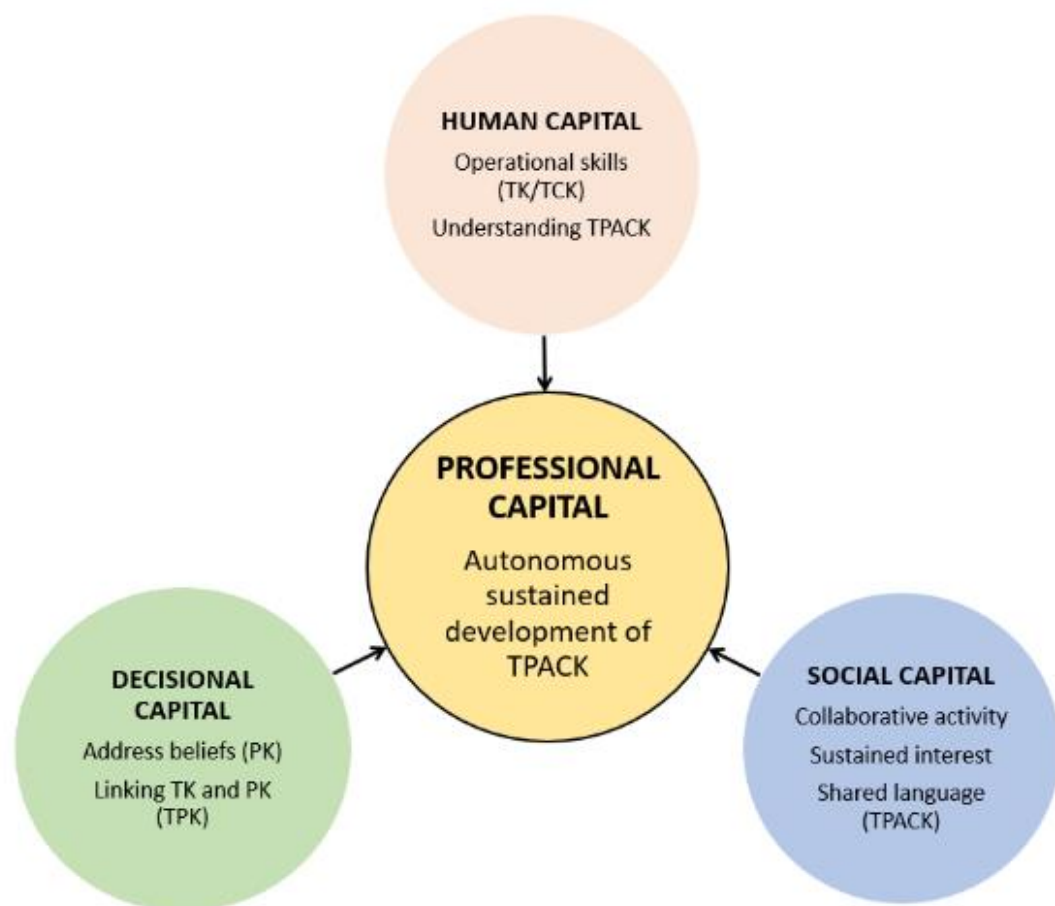 HUMAN CAPITAL
Operational skills
(TK/TCK)
Understanding TPACK
PROFESSIONAL
CAPITAL
Autonomous
sustained
development of
TPACK
DECISIONAL
CAPITAL
Address beliefs (PK)
Linking TK and PK
(TPK)
SOCIAL CAPITAL
Collaborative activity
Sustained interest
Shared language
(TPACK)